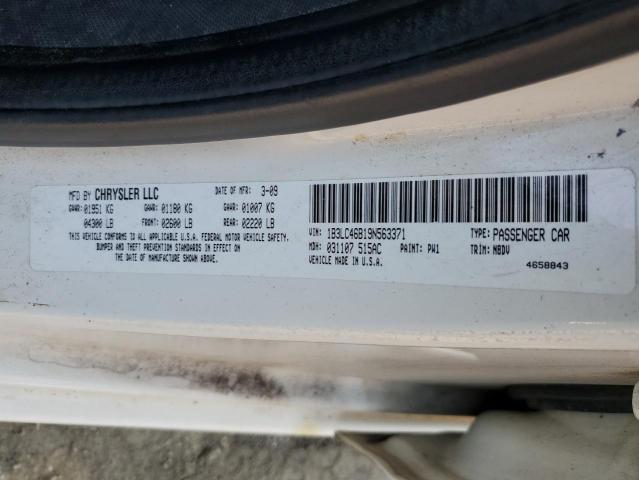 MFD BY CHRYSLER LLC DATE OF MFR: 3-09
GVWR: 01951 KG GAWR: 01180 KG GAWR: 01007 KG
04300 LB FRONT: 02600 LB REAR: 02220 LB
THIS VEHICLE CONFORMS TO ALL APPLICABLE U.S.A. FEDERAL MOTOR VEHICLE SAFETY,
BUMPER AND THEFT PREVENTION STANDARDS IN EFFECT ON
THE DATE OF MANUFACTURE SHOWN ABOVE.
VIN: 1B3LC46B19N563371 TYPE: PASSENGER CAR
MDH: 031107 515AC PAINT: PW1 TRIM: N8DV
VEHICLE MADE IN U.S.A. 4658843